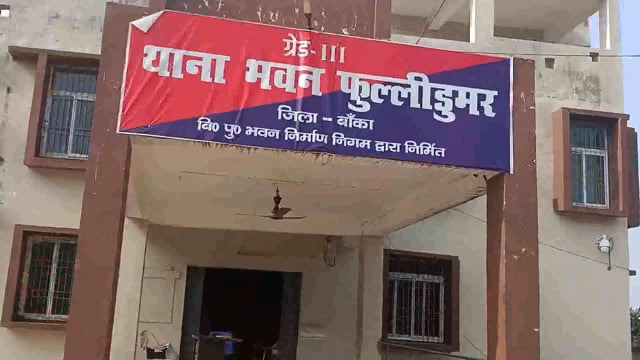 ग्रेड-III
थाना भवन फुल्लीडुमर
जिला - बाँका
बि० पु० भवन निर्माण निगम द्वारा निर्मित